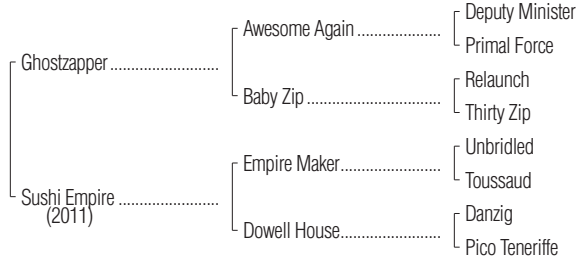 Deputy Minister
Awesome Again ....................
Primal Force
Ghostzapper ..........................
Relaunch
Baby Zip ................................
Thirty Zip
Unbridled
Empire Maker........................
Toussaud
Sushi Empire ........................
(2011)
Danzig
Dowell House........................
Pico Teneriffe